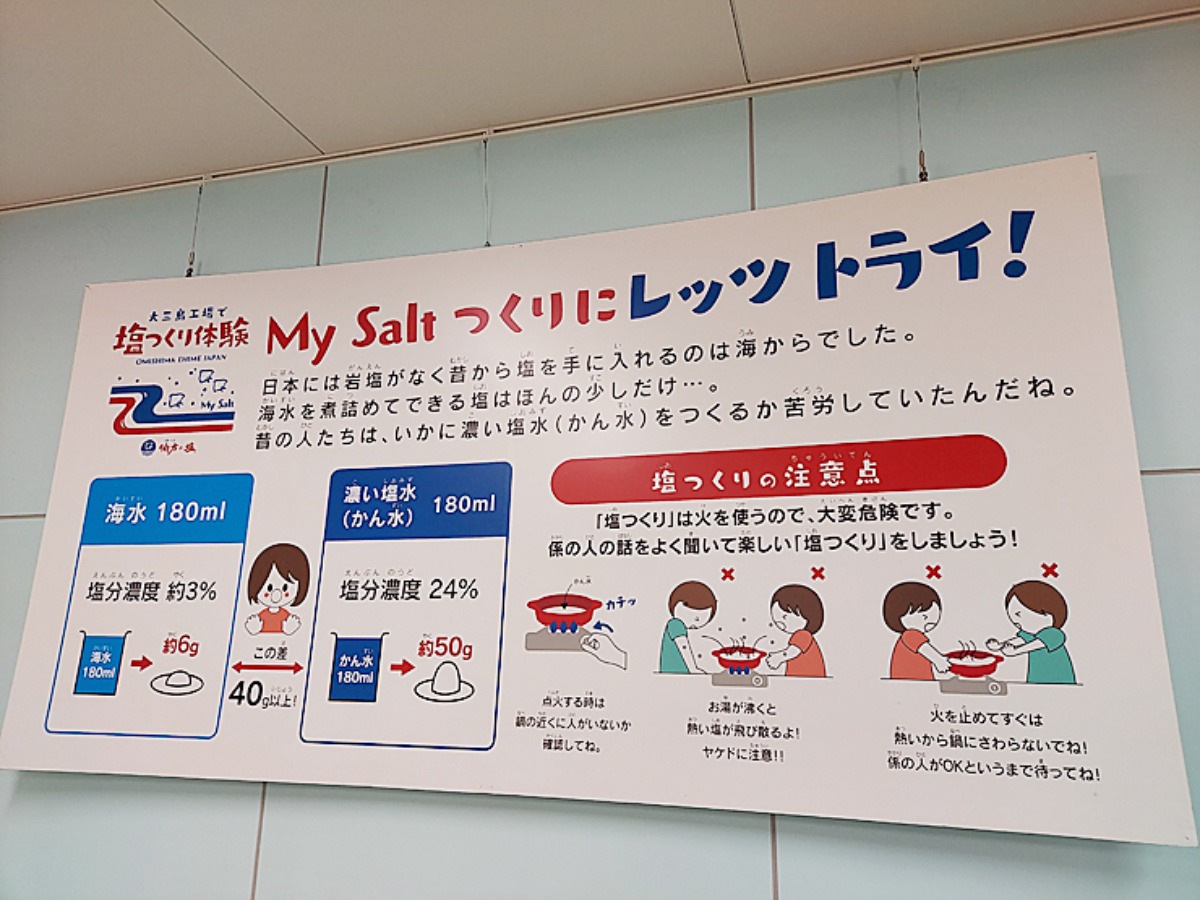 大三島工場で
塩つくり体験
OMISHIMA THEME JAPAN
My Salt
伯方の塩
My Salt つくりにレッツ トライ!
日本には岩塩がなく昔から塩を手に入れるのは海からでした。
海水を煮詰めてできる塩はほんの少しだけ…。
昔の人たちは、いかに濃い塩水(かん水)をつくるか苦労していたんだね。
海水 180ml
塩分濃度 約3%
海水
180ml
約6g
この差
40g以上!
濃い塩水
(かん水)
180ml
塩分濃度 24%
かん水
180ml
約50g
塩つくりの注意点
「塩つくり」は火を使うので、大変危険です。
係の人の話をよく聞いて楽しい「塩つくり」をしましょう!
かん水
カチッ
点火する時は
鍋の近くに人がいないか
確認してね。
お湯が沸くと
熱い塩が飛び散るよ!
ヤケドに注意!!
火を止めてすぐは
熱いから鍋にさわらないでね!
係の人がOKというまで待ってね!